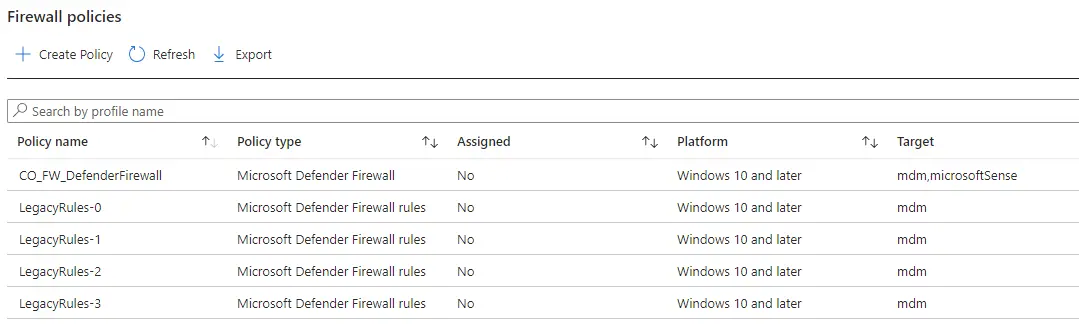 Firewall policies
Create Policy Refresh Export
Search by profile name
Policy name Policy type Assigned Platform Target
CO_FW_DefenderFirewall Microsoft Defender Firewall No Windows 10 and later mdm,microsoftSense
LegacyRules-0 Microsoft Defender Firewall rules No Windows 10 and later mdm
LegacyRules-1 Microsoft Defender Firewall rules No Windows 10 and later mdm
LegacyRules-2 Microsoft Defender Firewall rules No Windows 10 and later mdm
LegacyRules-3 Microsoft Defender Firewall rules No Windows 10 and later mdm